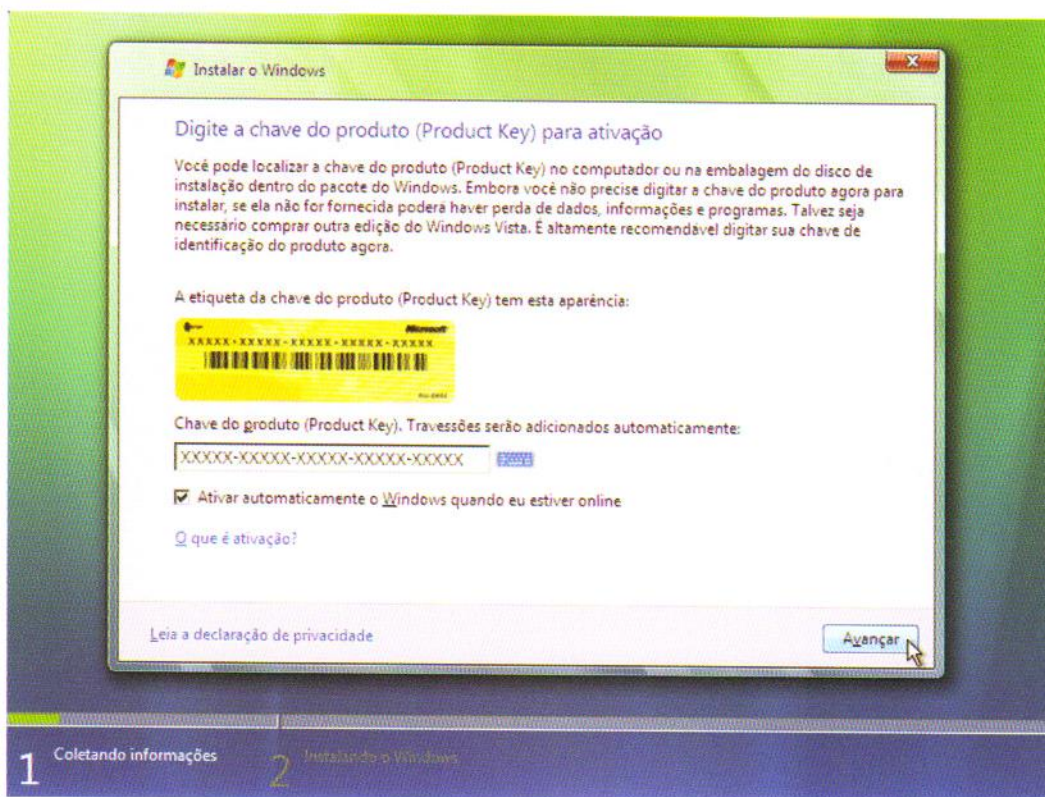 Instalar o Windows
Digite a chave do produto (Product Key) para ativação
Você pode localizar a chave do produto (Product Key) no computador ou na embalagem do disco de
instalação dentro do pacote do Windows. Embora você não precise digitar a chave do produto agora para
instalar, se ela não for fornecida poderá haver perda de dados, informações e programas. Talvez seja
necessário comprar outra edição do Windows Vista. É altamente recomendável digitar sua chave de
identificação do produto agora.
A etiqueta da chave do produto (Product Key) tem esta aparência:
Microsoft
XXXXX-XXXXX-XXXXX-XXXXX-XXXXX
Chave do produto (Product Key). Travessões serão adicionados automaticamente:
XXXXX-XXXXX-XXXXX-XXXXX-XXXXX
Ativar automaticamente o Windows quando eu estiver online
O que é ativação?
Leia a declaração de privacidade
Avançar
1 Coletando informações
2 Instalando o Windows